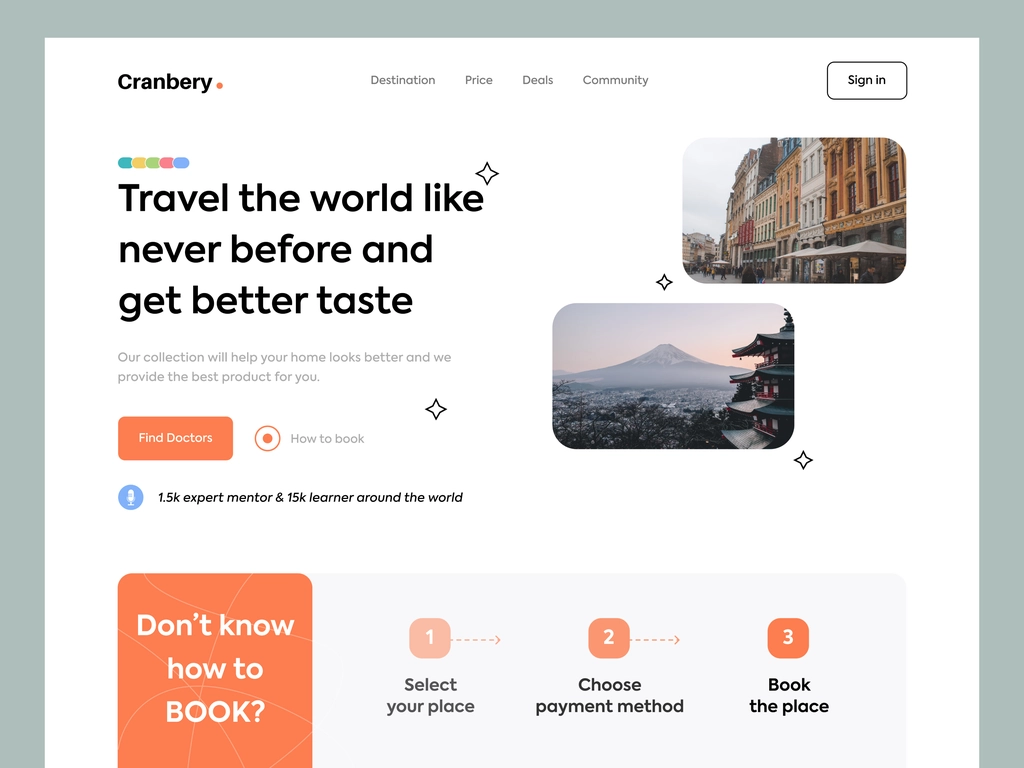 Cranbery
Destination
Price
Deals
Community
Sign in
Travel the world like
never before and
get better taste
Our collection will help your home looks better and we
provide the best product for you.
Find Doctors
How to book
1.5k expert mentor & 15k learner around the world
Don't know
how to
BOOK?
1
Select
your place
2
Choose
payment method
3
Book
the place